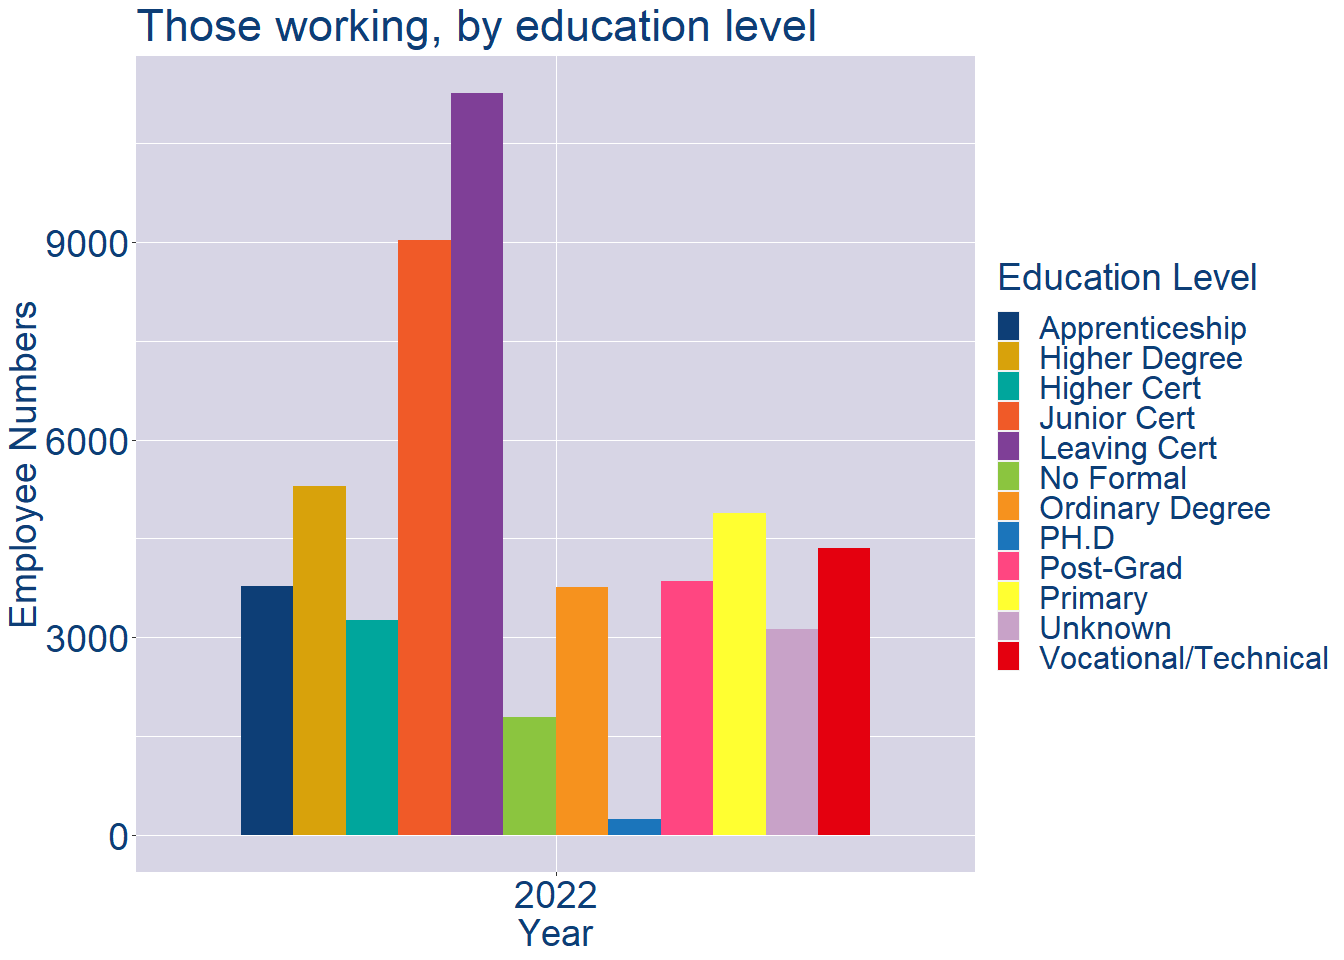 Those working, by education level
Employee Numbers
9000
6000
3000
0
2022
Year
Education Level
Apprenticeship
Higher Degree
Higher Cert
Junior Cert
Leaving Cert
No Formal
Ordinary Degree
PH.D
Post-Grad
Primary
Unknown
Vocational/Technical